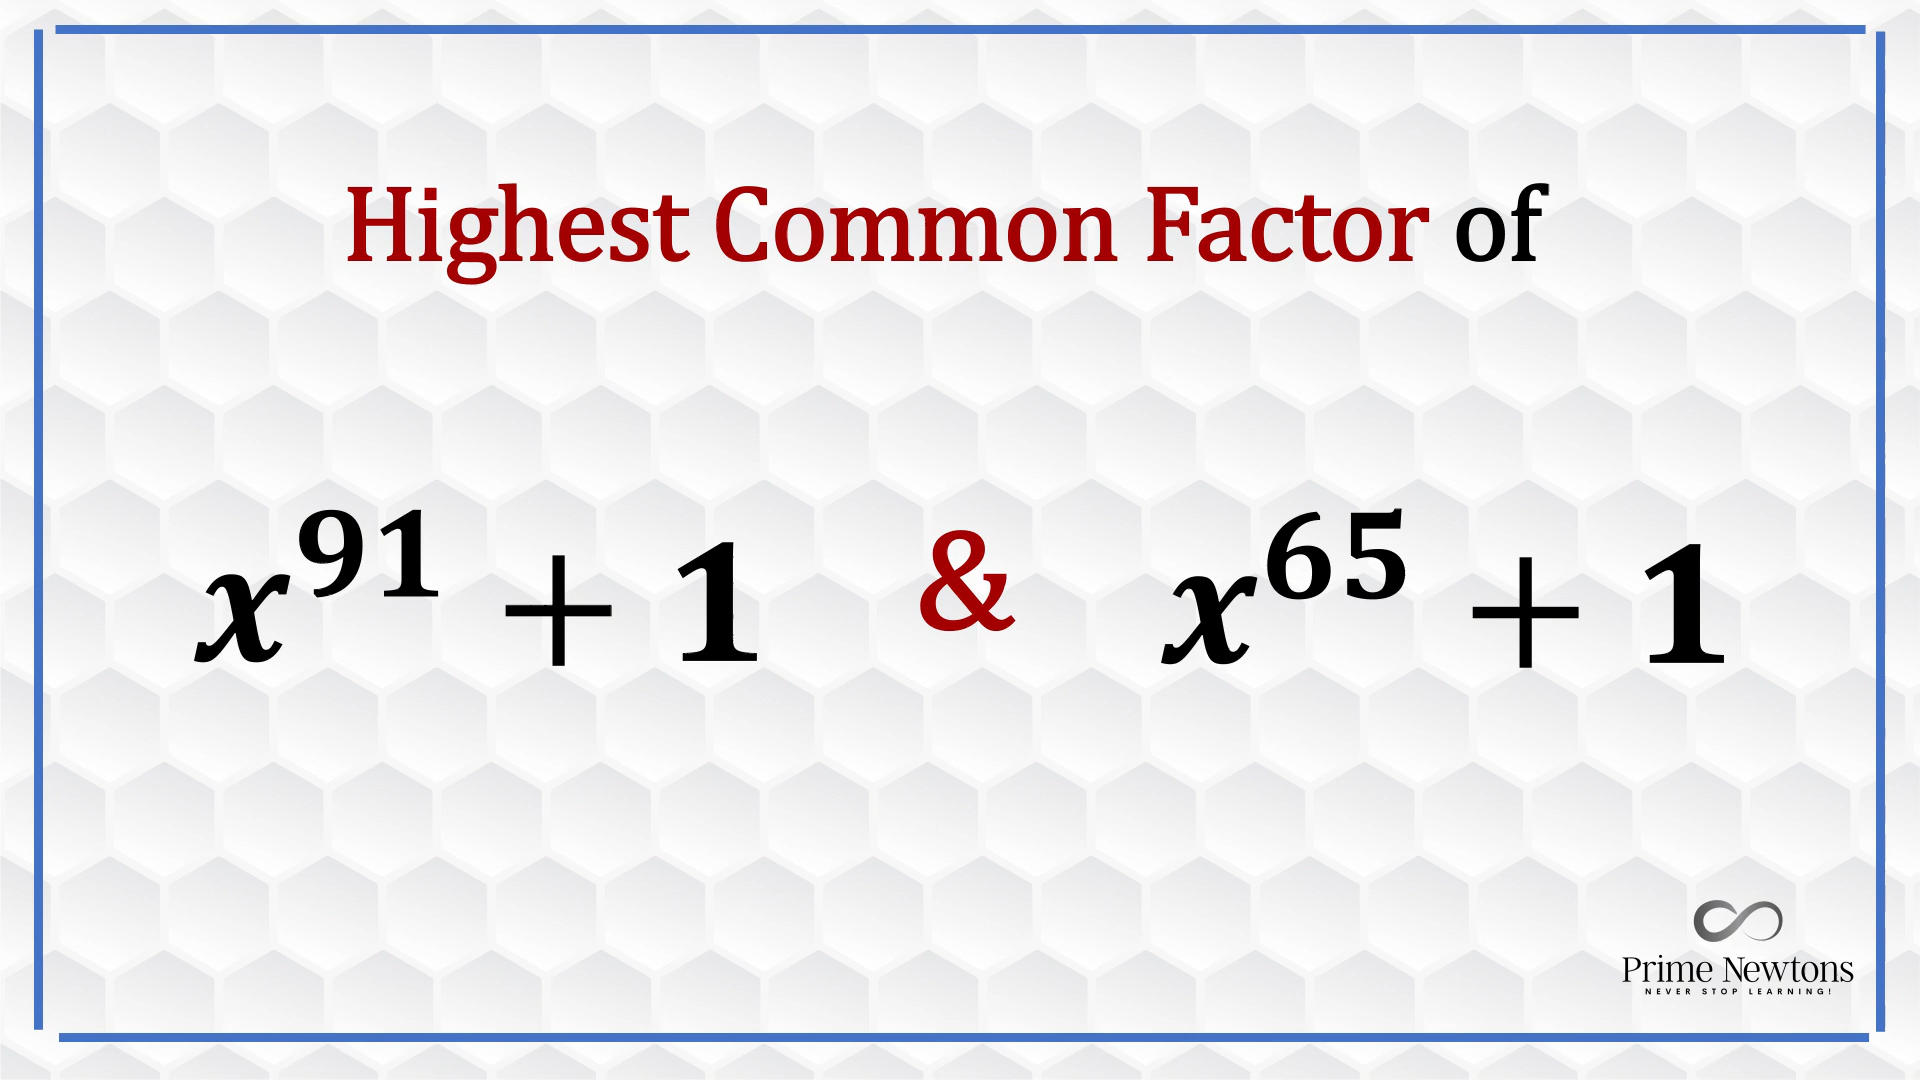 Highest Common Factor of
x⁹¹ + 1 & x⁶⁵ + 1
Prime Newtons
NEVER STOP LEARNING!